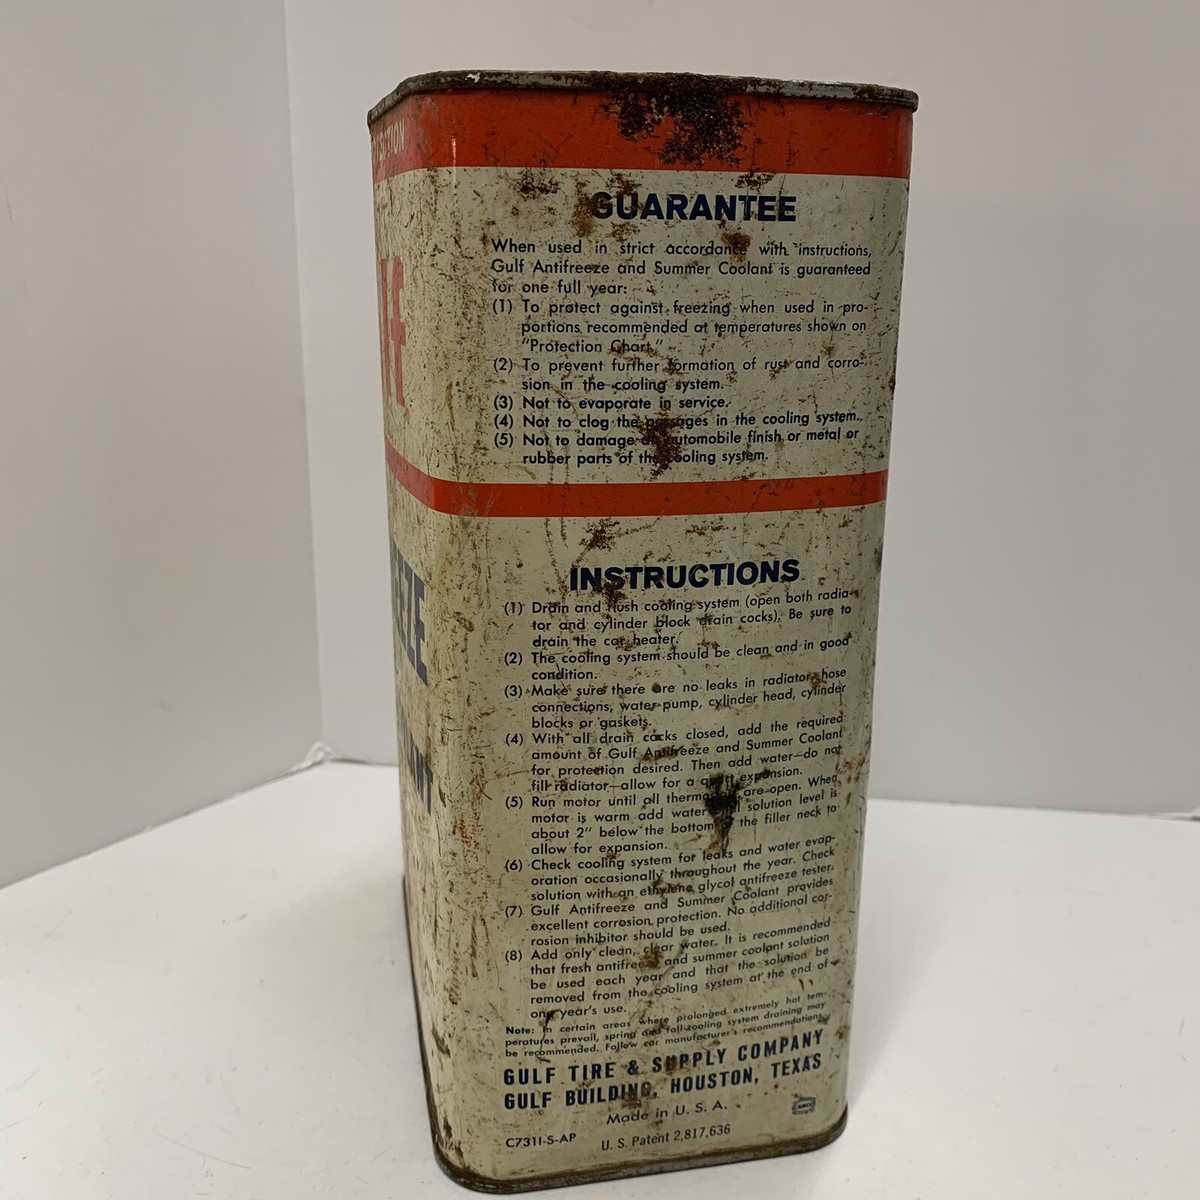 GUARANTEE
When used in strict accordance with instructions,
Gulf Antifreeze and Summer Coolant is guaranteed
for one full year:
(1) To protect against freezing when used in pro-
portions recommended at temperatures shown on
"Protection Chart."
(2) To prevent further formation of rust and corro-
sion in the cooling system.
(3) Not to evaporate in service.
(4) Not to clog the passages in the cooling system.
(5) Not to damage automobile finish or metal or
rubber parts of the cooling system.
INSTRUCTIONS
(1) Drain and flush cooling system (open both radia-
tor and cylinder block drain cocks). Be sure to
drain the car heater.
(2) The cooling system should be clean and in good
condition.
(3) Make sure there are no leaks in radiator, hose
connections, water pump, cylinder head, cylinder
blocks or gaskets.
(4) With all drain cocks closed, add the required
amount of Gulf Antifreeze and Summer Coolant
for protection desired. Then add water—do not
fill radiator—allow for a quart expansion.
(5) Run motor until all thermostats are open. When
motor is warm add water until solution level is
about 2" below the bottom of the filler neck to
allow for expansion.
(6) Check cooling system for leaks and water evap-
oration occasionally throughout the year. Check
solution with an ethylene glycol antifreeze tester.
(7) Gulf Antifreeze and Summer Coolant provides
excellent corrosion protection. No additional cor-
rosion inhibitor should be used.
(8) Add only clean, clear water. It is recommended
that fresh antifreeze and summer coolant solution
be used each year and that the solution be
removed from the cooling system at the end of
one year's use.
Note: In certain areas where prolonged extremely hot tem-
peratures prevail, spring and fall cooling system draining may
be recommended. Follow car manufacturer's recommendations.
GULF TIRE & SUPPLY COMPANY
GULF BUILDING, HOUSTON, TEXAS
Made in U. S. A.
C731I-S-AP U. S. Patent 2,817,636